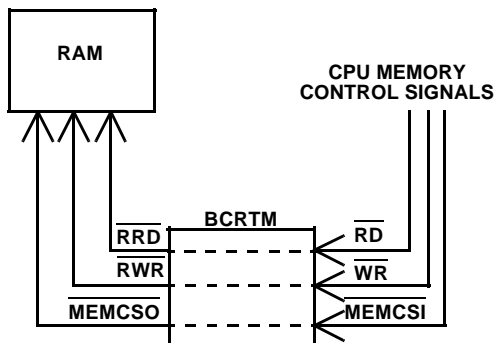 RAM
CPU MEMORY
CONTROL SIGNALS
BCRTM
RRD
RD
RWR
WR
MEMCSO
MEMCSI